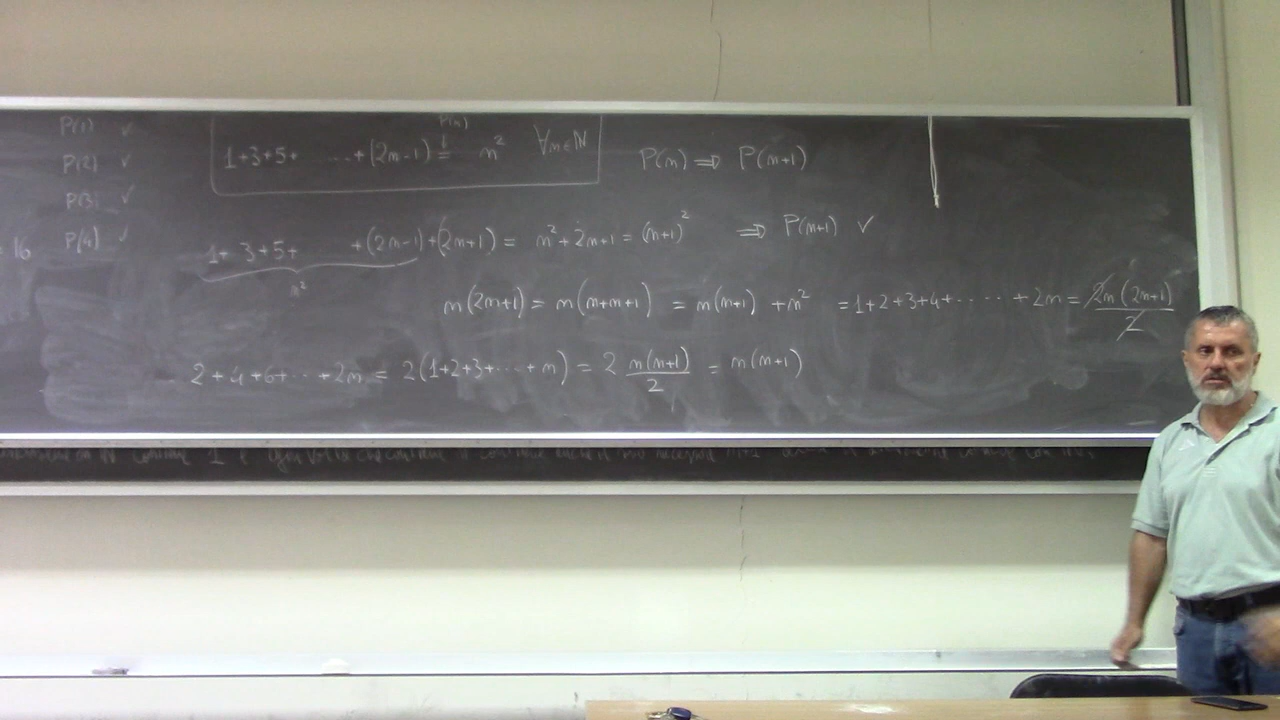 P(1) ✓
P(2) ✓
P(3) ✓
P(4) ✓
= 16
P(n)
↓
1+3+5+ ...+(2n-1) = n² ∀n∈ℕ
P(n) ⇒ P(n+1)
1+3+5+ +(2n-1)+(2n+1) = n²+2n+1 = (n+1)² ⇒ P(n+1) ✓
n²
n(2n+1) = n(n+n+1) = n(n+1) + n² = 1+2+3+4+·····+2n = 2n(2n+1)/2
2+4+6+···+2n = 2(1+2+3+···+n) = 2 n(n+1)/2 = n(n+1)